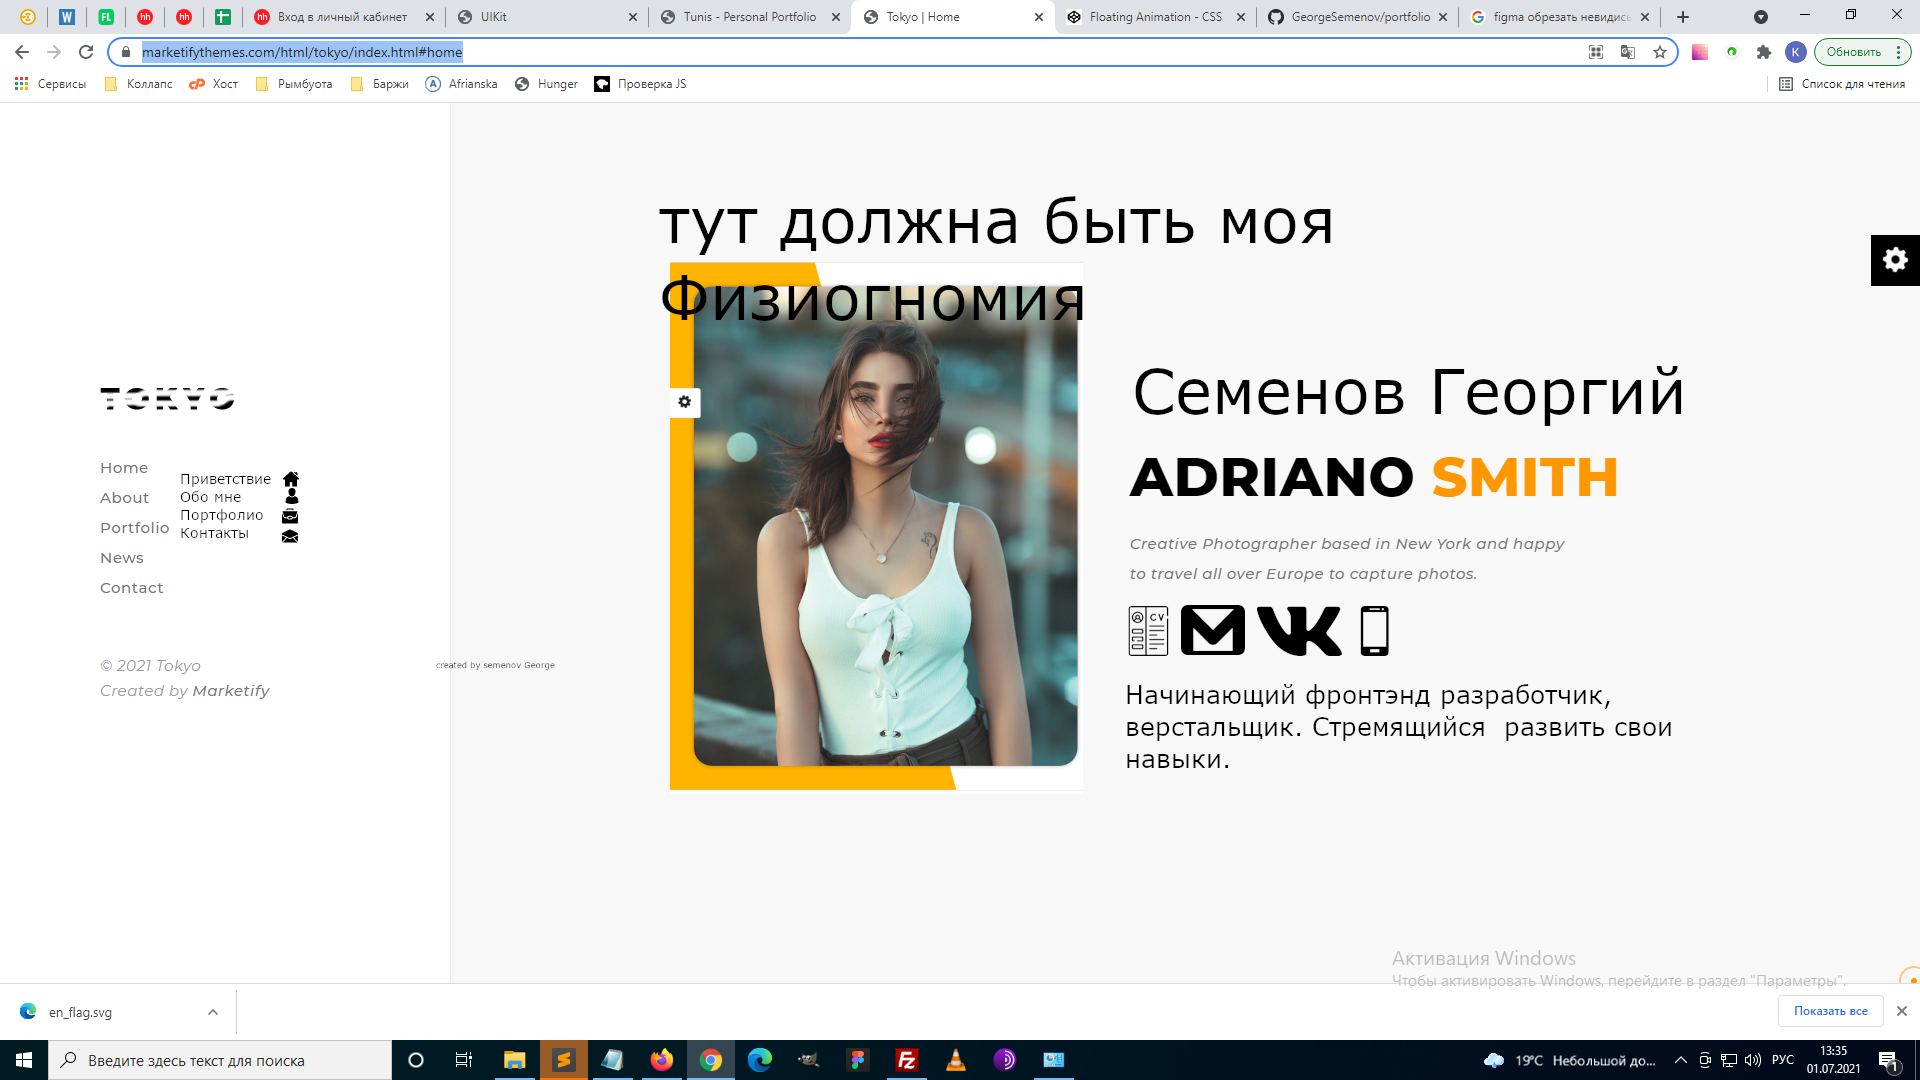 Вход в личный кабинет
UIKit
Tunis - Personal Portfolio
Tokyo | Home
Floating Animation - CSS
GeorgeSemenov/portfolio
figma обрезать невидись
marketifythemes.com/html/tokyo/index.html#home
К
Обновить
Сервисы
Коллапс
Хост
Рымбуота
Баржи
Afrianska
Hunger
Проверка JS
Список для чтения
тут должна быть моя
Физиогномия
TOKYO
Home
About
Portfolio
News
Contact
Приветствие
Обо мне
Портфолио
Контакты
© 2021 Tokyo
Created by Marketify
created by semenov George
Семенов Георгий
ADRIANO SMITH
Creative Photographer based in New York and happy
to travel all over Europe to capture photos.
CV
Начинающий фронтэнд разработчик,
верстальщик. Стремящийся  развить свои
навыки.
Активация Windows
Чтобы активировать Windows, перейдите в раздел "Параметры".
en_flag.svg
Показать все
Введите здесь текст для поиска
19°C Небольшой до...
РУС
13:35
01.07.2021
1